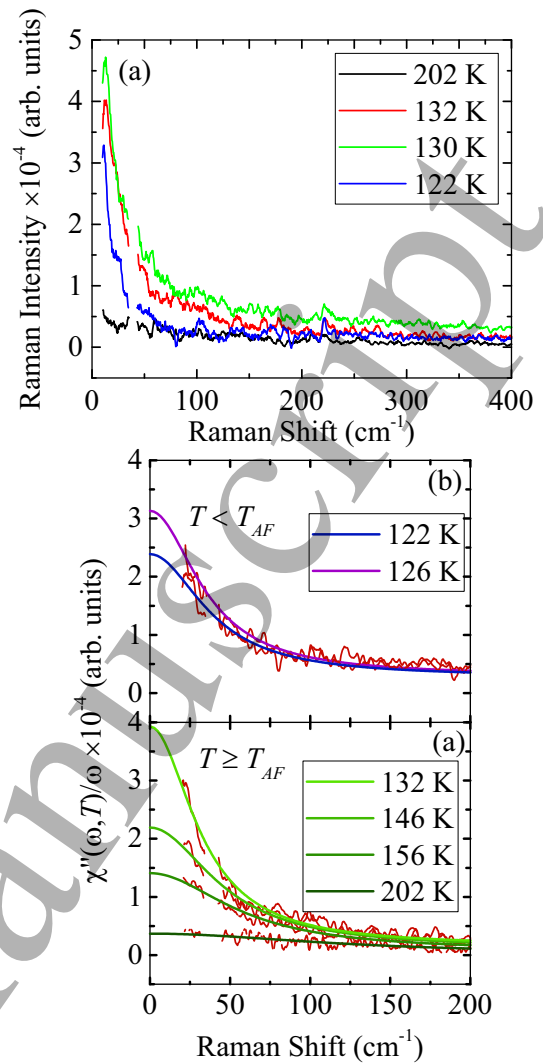 (a)
202 K
132 K
130 K
122 K
Raman Intensity ×10⁻⁴ (arb. units)
5
4
3
2
1
0
0 100 200 300 400
Raman Shift (cm⁻¹)
(b)
T < T_AF
122 K
126 K
4
3
2
1
0
χ''(ω,T)/ω ×10⁻⁴ (arb. units)
(a)
T ≥ T_AF
132 K
146 K
156 K
202 K
4
3
2
1
0
0 50 100 150 200
Raman Shift (cm⁻¹)
anuscript